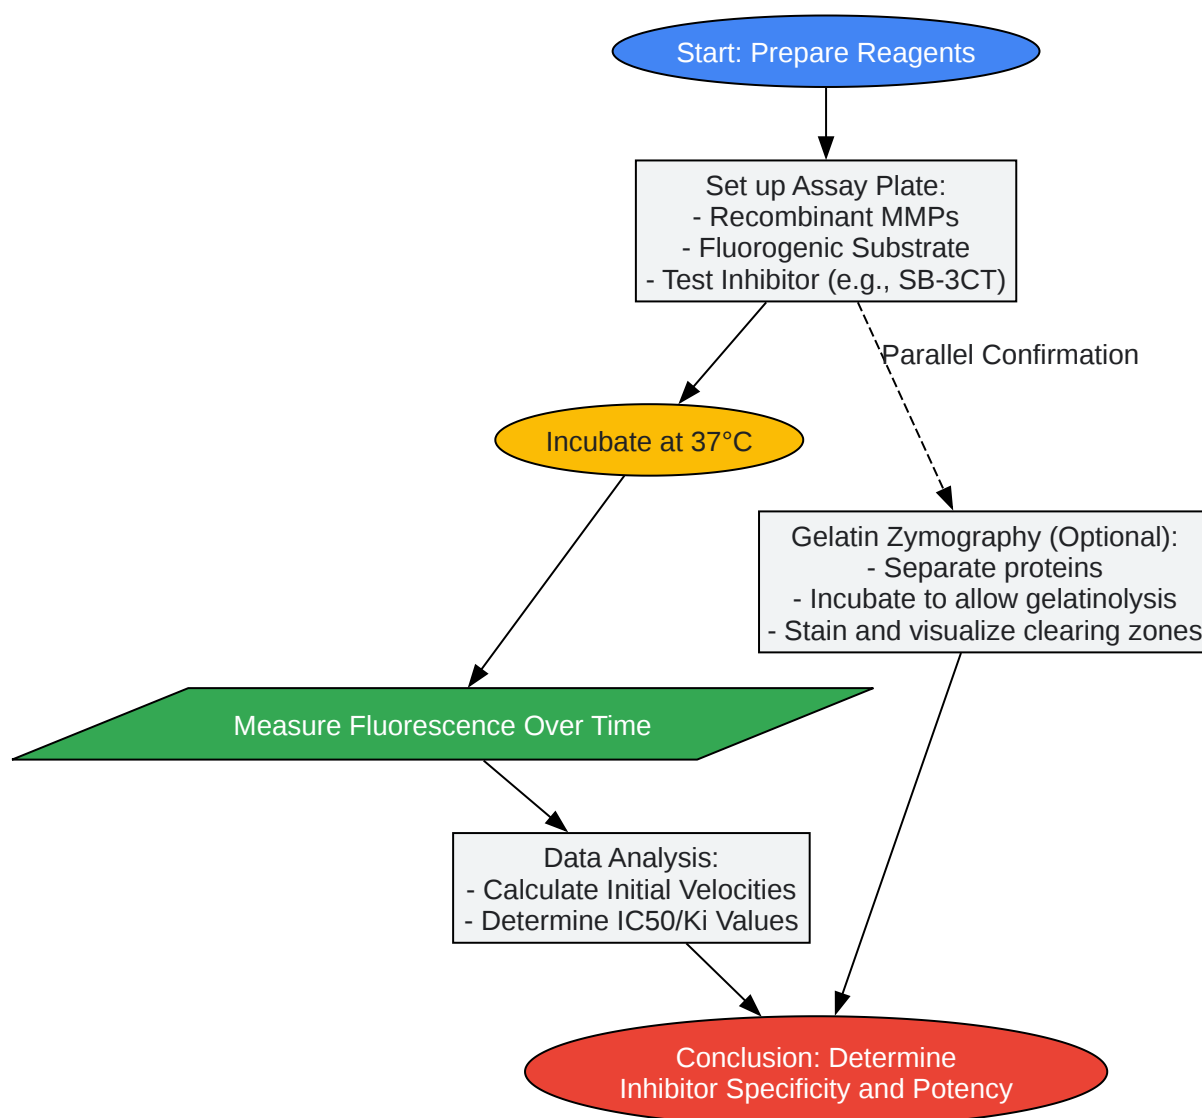 Start: Prepare Reagents
Set up Assay Plate:
- Recombinant MMPs
- Fluorogenic Substrate
- Test Inhibitor (e.g., SB-3CT)
Parallel Confirmation
Incubate at 37°C
Gelatin Zymography (Optional):
- Separate proteins
- Incubate to allow gelatinolysis
- Stain and visualize clearing zones
Measure Fluorescence Over Time
Data Analysis:
- Calculate Initial Velocities
- Determine IC50/Ki Values
Conclusion: Determine
Inhibitor Specificity and Potency